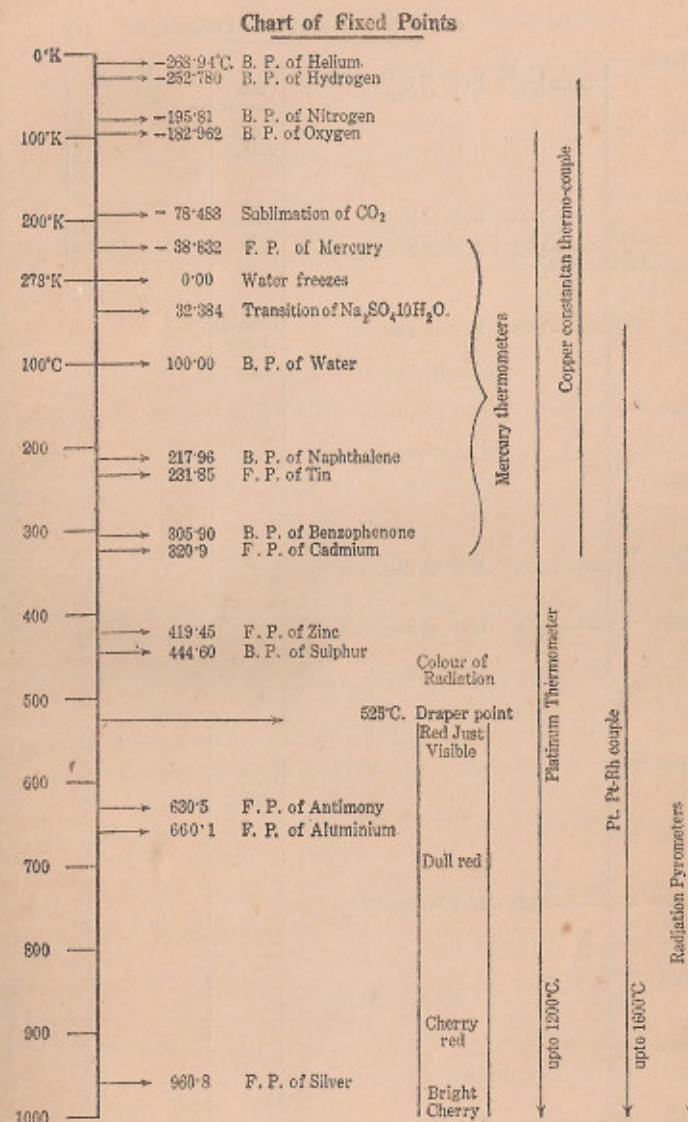 Chart of Fixed Points
0°K
−268·94°C. B. P. of Helium
−252·780 B. P. of Hydrogen
−195·81 B. P. of Nitrogen
−182·962 B. P. of Oxygen
100°K
− 78·483 Sublimation of CO₂
200°K
− 38·832 F. P. of Mercury
273°K
0·00 Water freezes
32·384 Transition of Na₂SO₄10H₂O.
100°C
100·00 B. P. of Water
200
217·96 B. P. of Naphthalene
231·85 F. P. of Tin
300
305·90 B. P. of Benzophenone
320·9 F. P. of Cadmium
400
419·45 F. P. of Zinc
444·60 B. P. of Sulphur
Colour of
Radiation
500
525°C. Draper point
Red Just
Visible
600
630·5 F. P. of Antimony
660·1 F. P. of Aluminium
700
Dull red
800
900
Cherry
red
960·8 F. P. of Silver
Bright
Cherry
1000
Mercury thermometers
Platinum Thermometer
upto 1200°C.
Copper constantan thermo-couple
Pt. Pt-Rh couple
upto 1600°C
Radiation Pyrometers